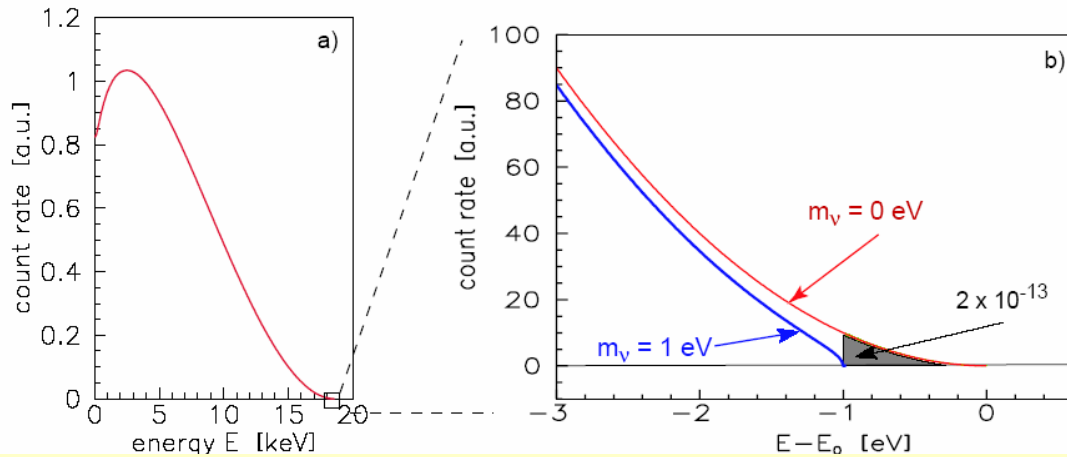 a)
1.2
1
0.8
0.6
0.4
0.2
0
count rate [a.u.]
0 5 10 15 20
energy E [keV]
b)
100
80
60
40
20
0
count rate [a.u.]
m_ν = 0 eV
2 x 10^-13
m_ν = 1 eV
−3 −2 −1 0
E−E_o [eV]